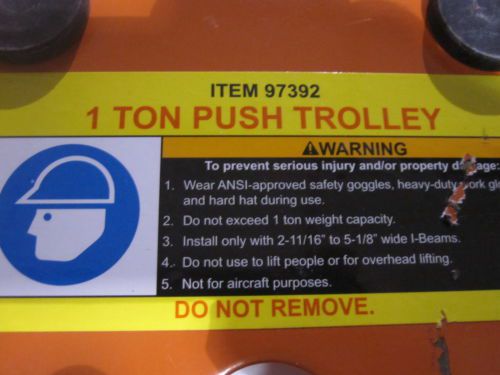 ITEM 97392
1 TON PUSH TROLLEY
WARNING
To prevent serious injury and/or property
1. Wear ANSI-approved safety goggles, heavy-duty
and hard hat during use.
2. Do not exceed 1 ton weight capacity.
3. Install only with 2-11/16" to 5-1/8" wide I-Beams.
4. Do not use to lift people or for overhead lifting.
5. Not for aircraft purposes.
DO NOT REMOVE.